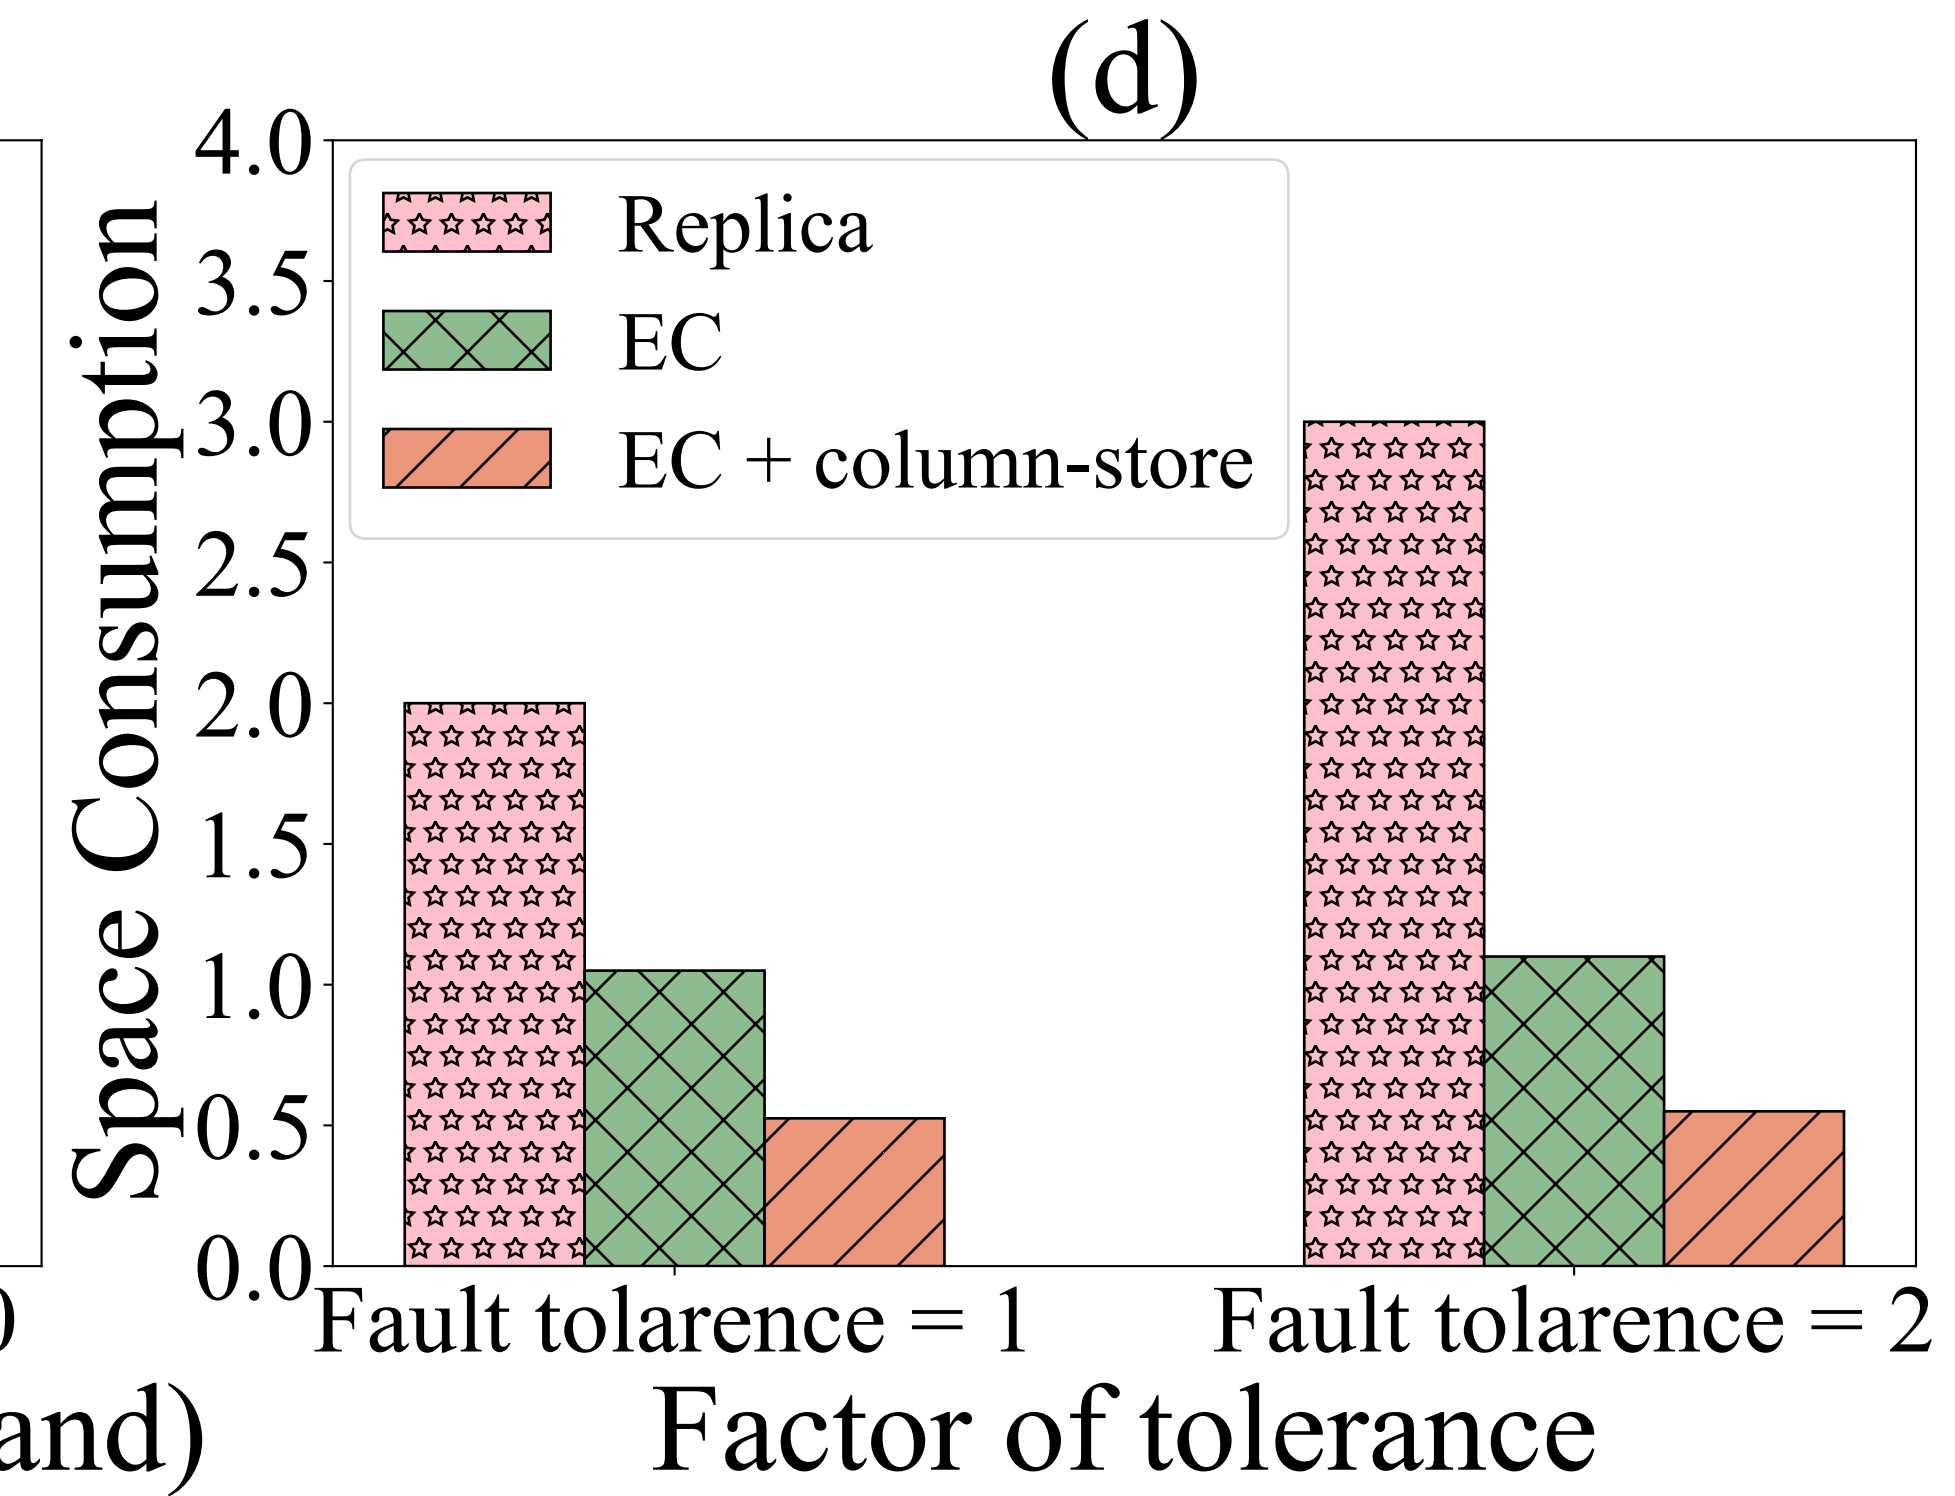 (d)
4.0
3.5
3.0
2.5
2.0
1.5
1.0
0.5
0.0
Space Consumption
Replica
EC
EC + column-store
Fault tolarence = 1
Fault tolarence = 2
Factor of tolerance
and)